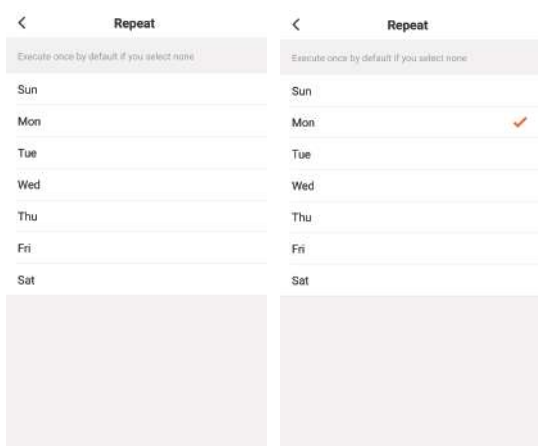 Repeat
Execute once by default if you select none
Sun
Mon
Tue
Wed
Thu
Fri
Sat
Repeat
Execute once by default if you select none
Sun
Mon
Tue
Wed
Thu
Fri
Sat